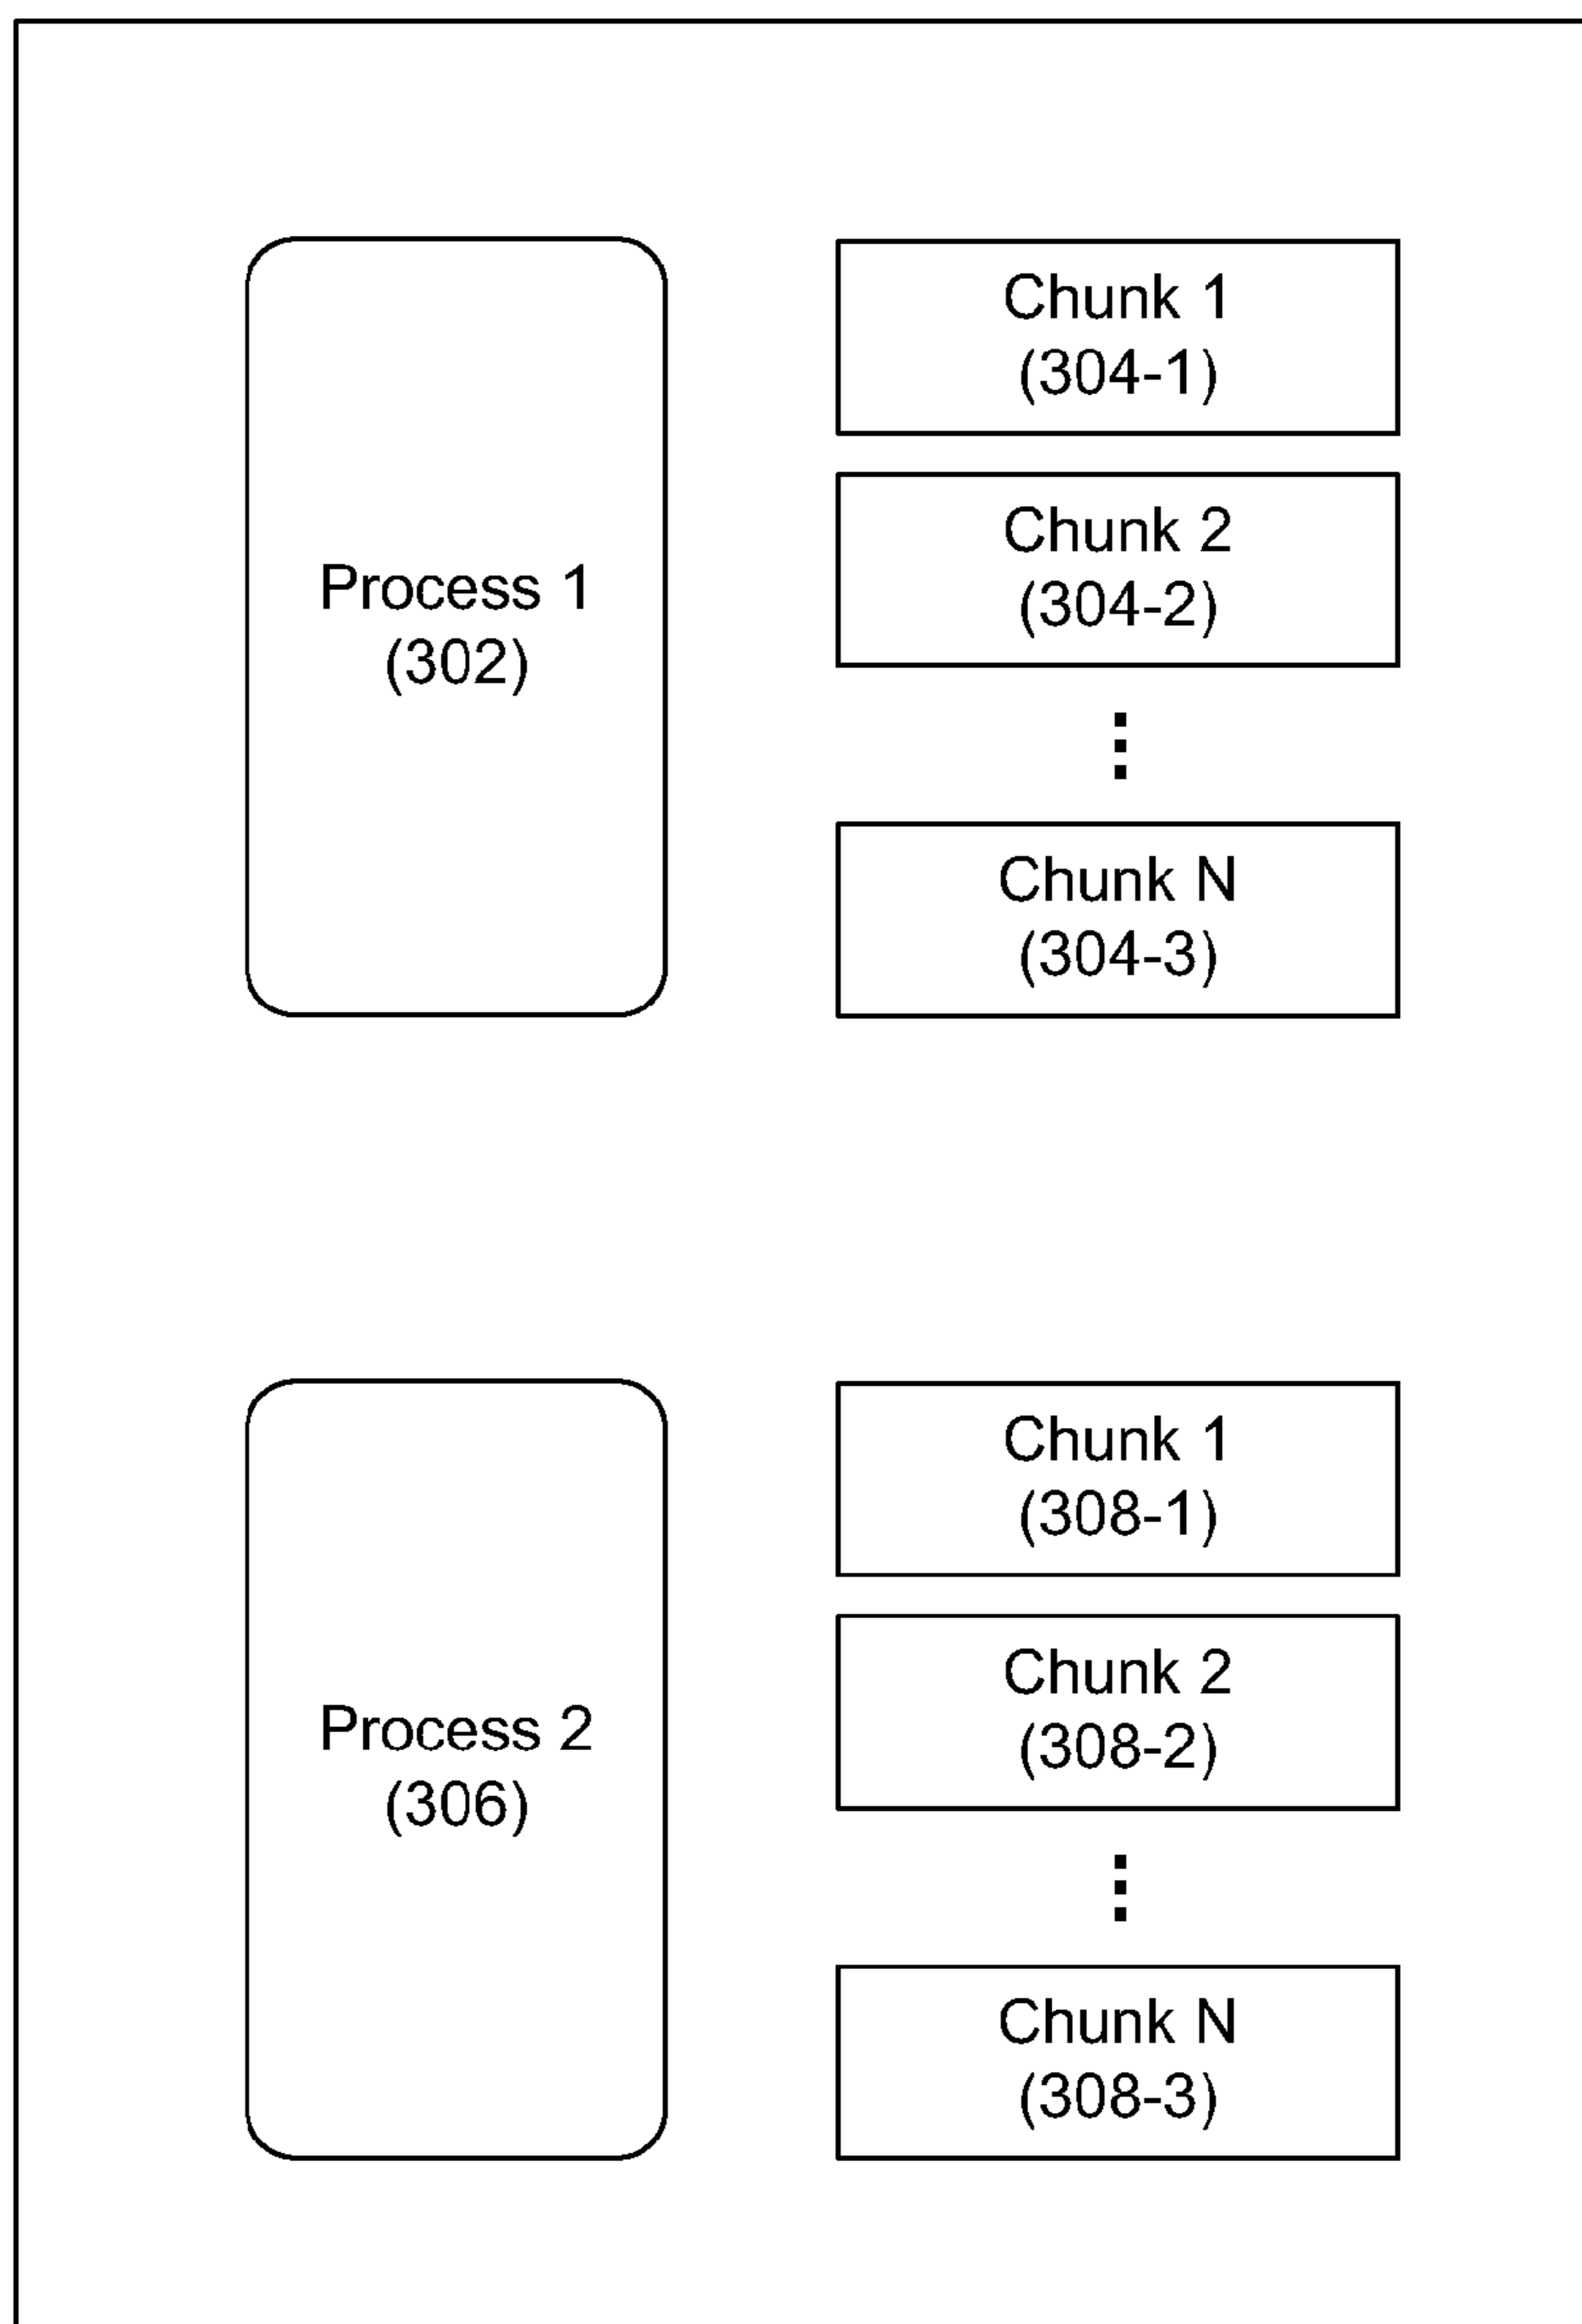 Process 1
(302)
Chunk 1
(304-1)
Chunk 2
(304-2)
Chunk N
(304-3)
Process 2
(306)
Chunk 1
(308-1)
Chunk 2
(308-2)
Chunk N
(308-3)